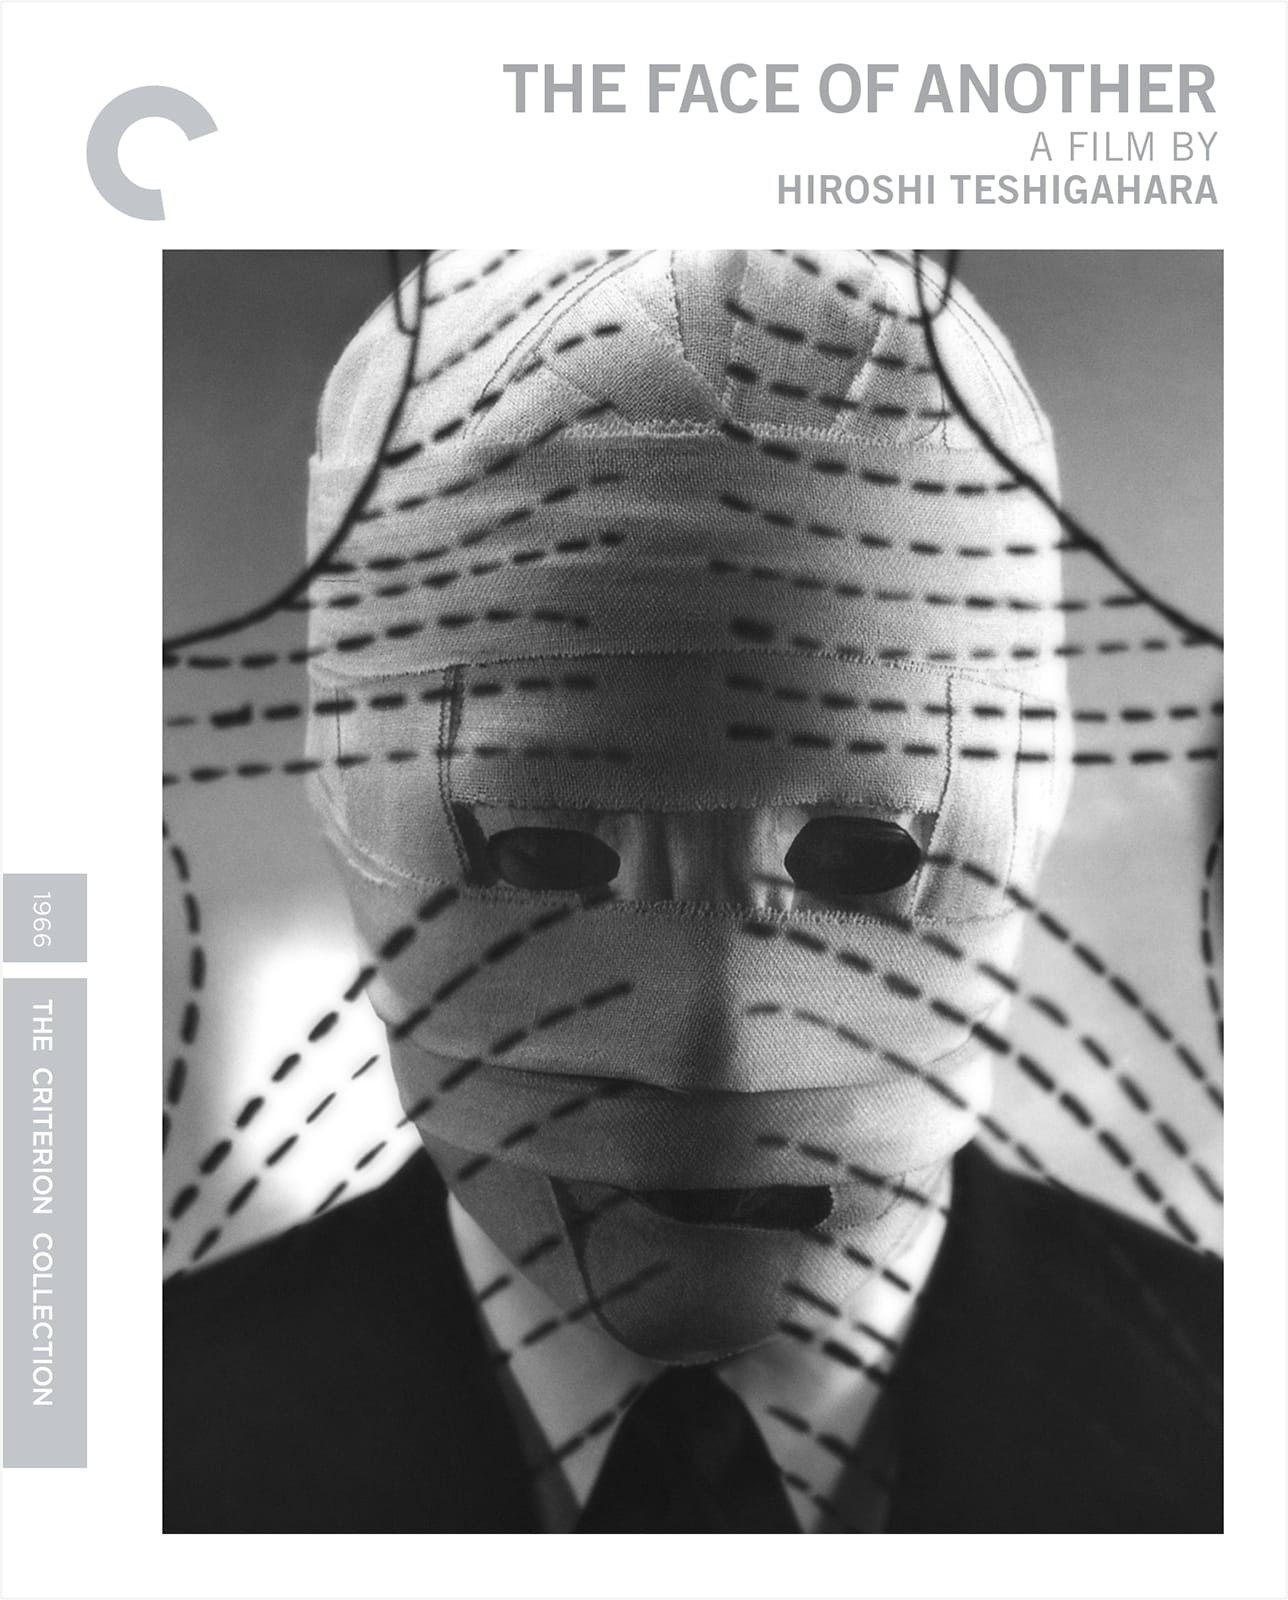 THE FACE OF ANOTHER
A FILM BY
HIROSHI TESHIGAHARA
1966
THE CRITERION COLLECTION